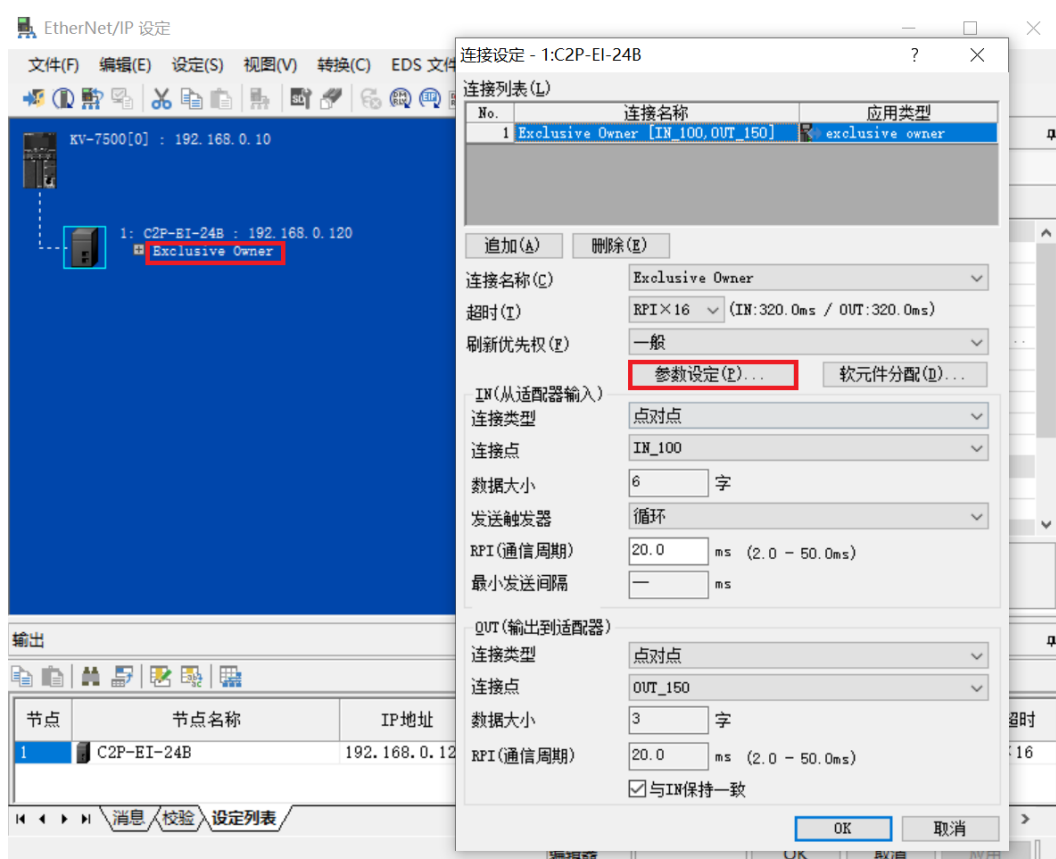 EtherNet/IP 设定
文件(F) 编辑(E) 设定(S) 视图(V) 转换(C) EDS 文件
KV-7500[0] : 192.168.0.10
1: C2P-EI-24B : 192.168.0.120
Exclusive Owner
连接设定 - 1:C2P-EI-24B
连接列表(L)
No. 连接名称 应用类型
1 Exclusive Owner [IN_100,OUT_150] exclusive owner
追加(A) 删除(E)
连接名称(C) Exclusive Owner
超时(T) RPI×16 (IN:320.0ms / OUT:320.0ms)
刷新优先权(F) 一般
参数设定(P)... 软元件分配(D)...
IN(从适配器输入)
连接类型 点对点
连接点 IN_100
数据大小 6 字
发送触发器 循环
RPI(通信周期) 20.0 ms (2.0 - 50.0ms)
最小发送间隔 — ms
OUT(输出到适配器)
连接类型 点对点
连接点 OUT_150
数据大小 3 字
RPI(通信周期) 20.0 ms (2.0 - 50.0ms)
与IN保持一致
OK 取消
输出
节点 节点名称 IP地址 超时
1 C2P-EI-24B 192.168.0.12 16
消息 校验 设定列表
编辑器 OK 取消 应用